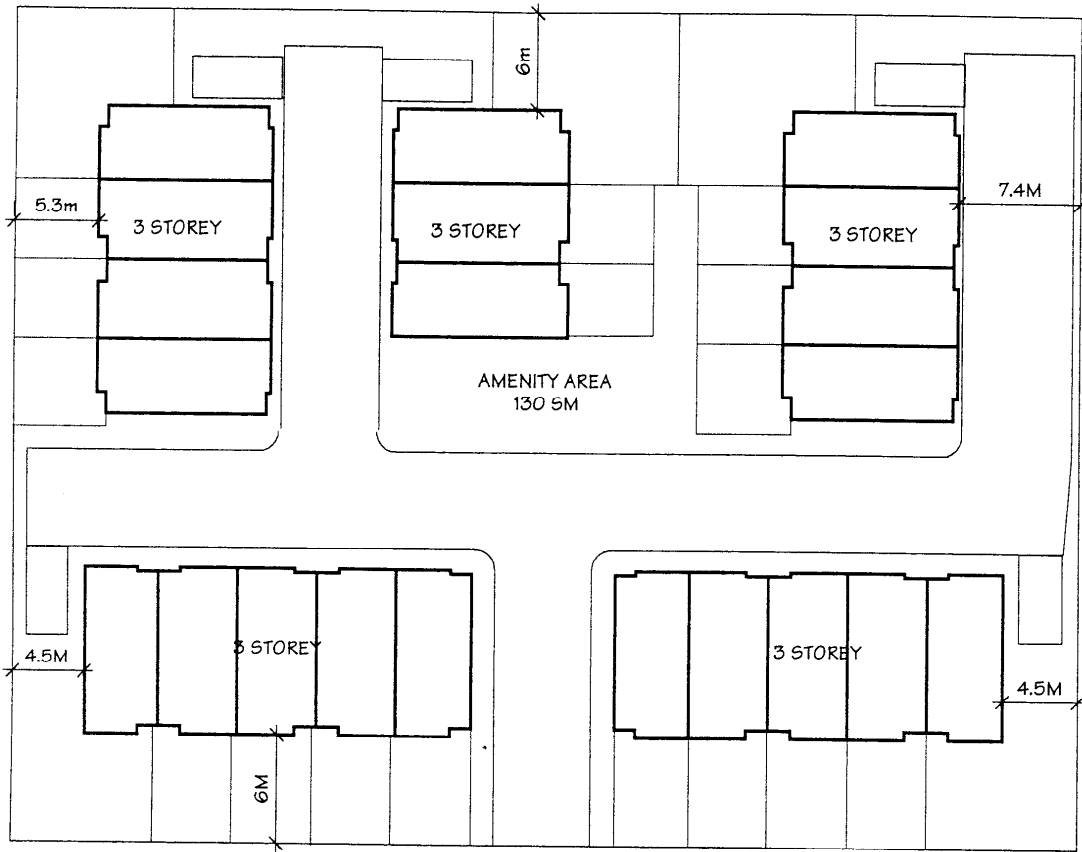 6m
5.3m
3 STOREY
3 STOREY
3 STOREY
7.4M
AMENITY AREA
130 SM
4.5M
3 STOREY
3 STOREY
4.5M
6M